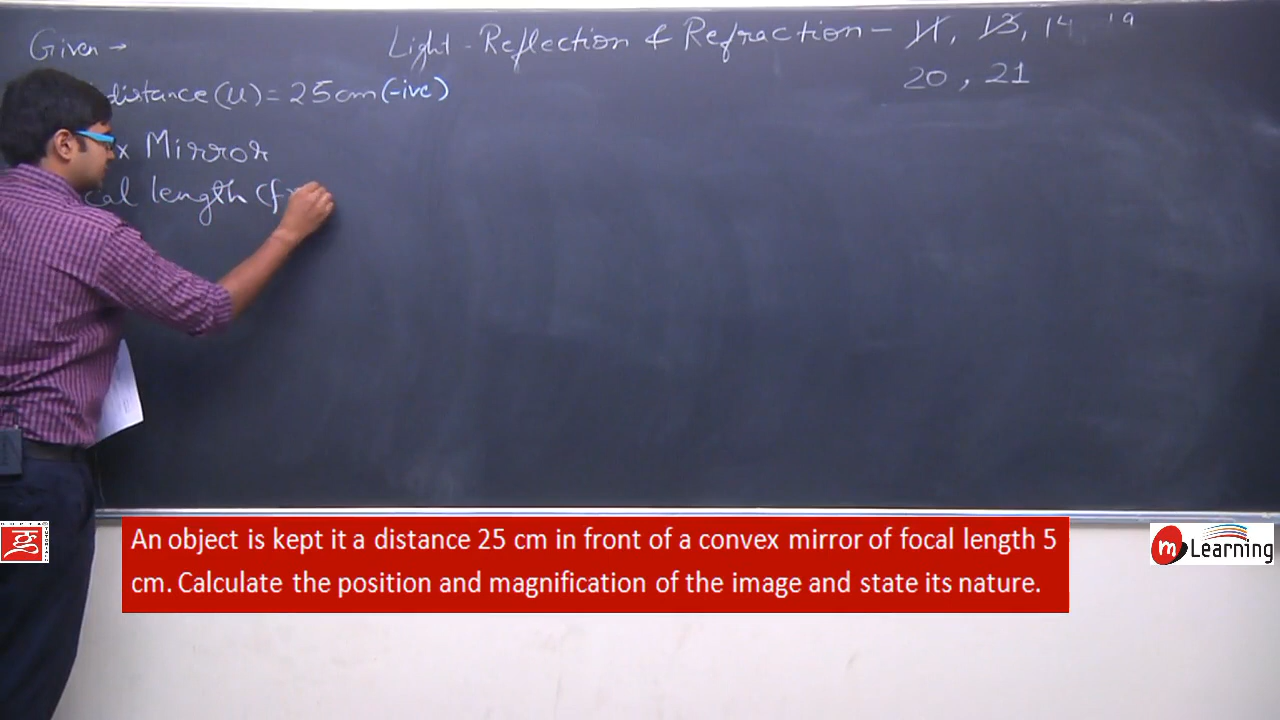 Given →
Light - Reflection & Refraction - 11, 13, 14, 19
20, 21
distance (u) = 25 cm (-ive)
x Mirror
cal length (f
An object is kept it a distance 25 cm in front of a convex mirror of focal length 5
cm. Calculate the position and magnification of the image and state its nature.
m Learning